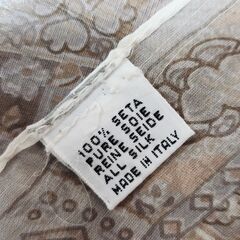 100% SETA
PURE SOIE
REINE SEIDE
ALL SILK
MADE IN ITALY